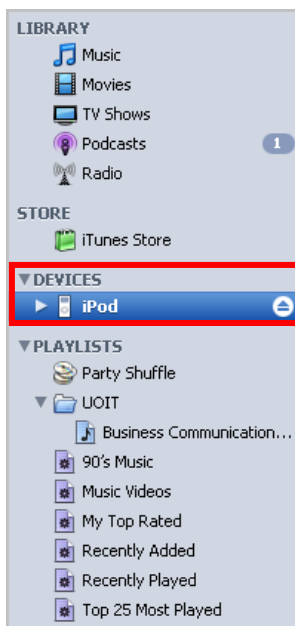 LIBRARY
Music
Movies
TV Shows
Podcasts 1
Radio
STORE
iTunes Store
DEVICES
iPod
PLAYLISTS
Party Shuffle
UOIT
Business Communication...
90's Music
Music Videos
My Top Rated
Recently Added
Recently Played
Top 25 Most Played